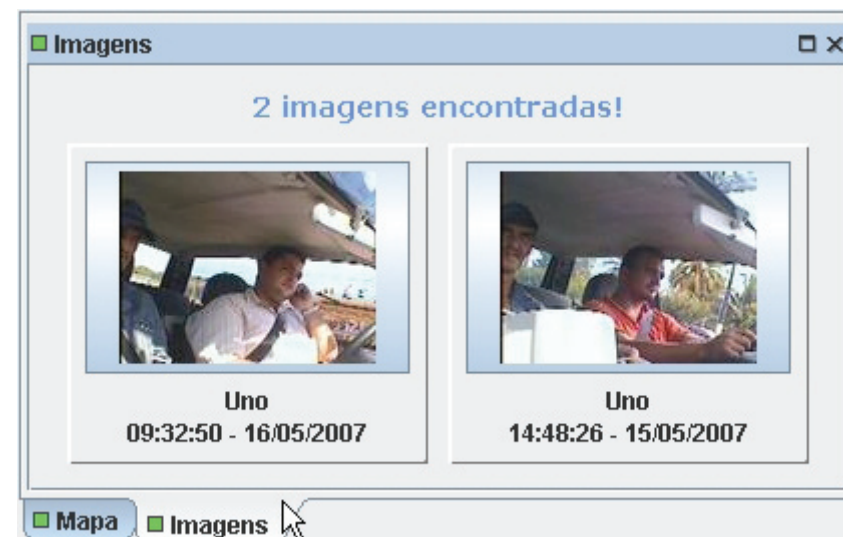 Imagens
2 imagens encontradas!
Uno
09:32:50 - 16/05/2007
Uno
14:48:26 - 15/05/2007
Mapa
Imagens